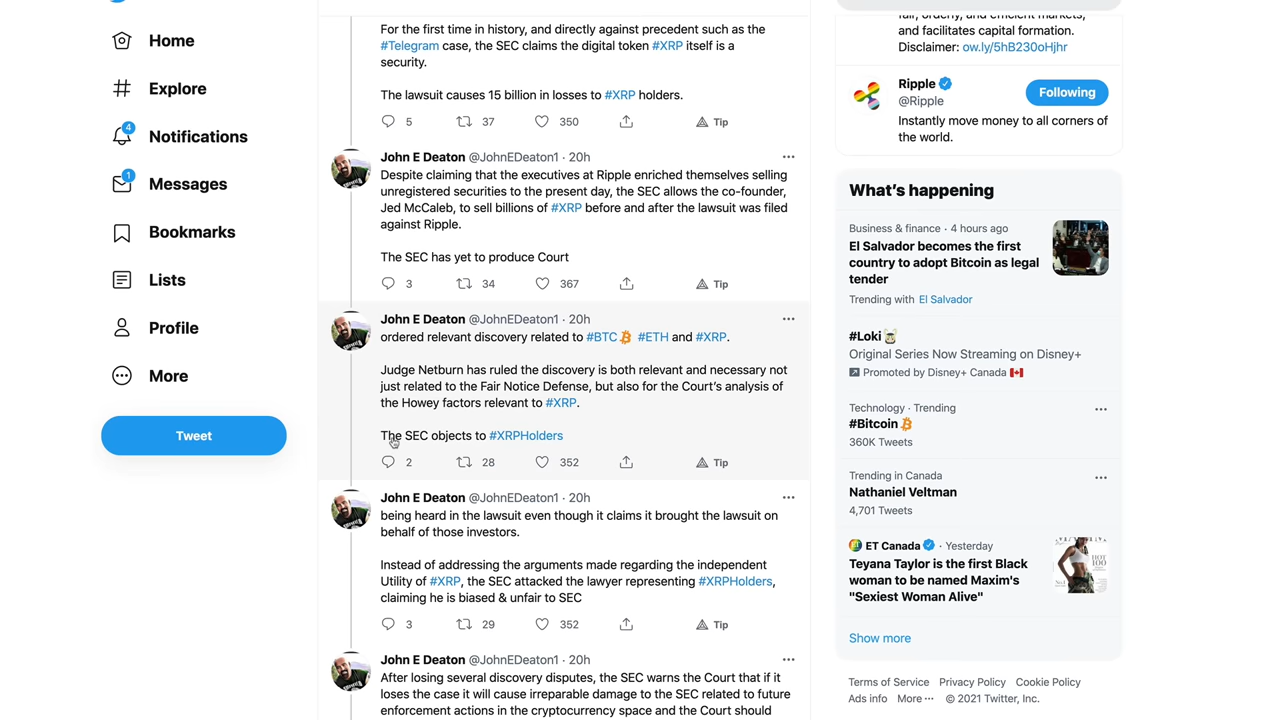 Home
Explore
4
Notifications
1
Messages
Bookmarks
Lists
Profile
More
Tweet
For the first time in history, and directly against precedent such as the
#Telegram case, the SEC claims the digital token #XRP itself is a
security.
The lawsuit causes 15 billion in losses to #XRP holders.
5 37 350 Tip
John E Deaton @JohnEDeaton1 · 20h
Despite claiming that the executives at Ripple enriched themselves selling
unregistered securities to the present day, the SEC allows the co-founder,
Jed McCaleb, to sell billions of #XRP before and after the lawsuit was filed
against Ripple.
The SEC has yet to produce Court
3 34 367 Tip
John E Deaton @JohnEDeaton1 · 20h
ordered relevant discovery related to #BTC #ETH and #XRP.
Judge Netburn has ruled the discovery is both relevant and necessary not
just related to the Fair Notice Defense, but also for the Court's analysis of
the Howey factors relevant to #XRP.
The SEC objects to #XRPHolders
2 28 352 Tip
John E Deaton @JohnEDeaton1 · 20h
being heard in the lawsuit even though it claims it brought the lawsuit on
behalf of those investors.
Instead of addressing the arguments made regarding the independent
Utility of #XRP, the SEC attacked the lawyer representing #XRPHolders,
claiming he is biased & unfair to SEC
3 29 352 Tip
John E Deaton @JohnEDeaton1 · 20h
After losing several discovery disputes, the SEC warns the Court that if it
loses the case it will cause irreparable damage to the SEC related to future
enforcement actions in the cryptocurrency space and the Court should
fair, orderly, and efficient markets,
and facilitates capital formation.
Disclaimer: ow.ly/5hB230oHjhr
Ripple
@Ripple
Following
Instantly move money to all corners of
the world.
What's happening
Business & finance · 4 hours ago
El Salvador becomes the first
country to adopt Bitcoin as legal
tender
Trending with El Salvador
#Loki
Original Series Now Streaming on Disney+
Promoted by Disney+ Canada
Technology · Trending
#Bitcoin
360K Tweets
Trending in Canada
Nathaniel Veltman
4,701 Tweets
ET Canada · Yesterday
Teyana Taylor is the first Black
woman to be named Maxim's
"Sexiest Woman Alive"
Show more
Terms of Service Privacy Policy Cookie Policy
Ads info More ··· © 2021 Twitter, Inc.